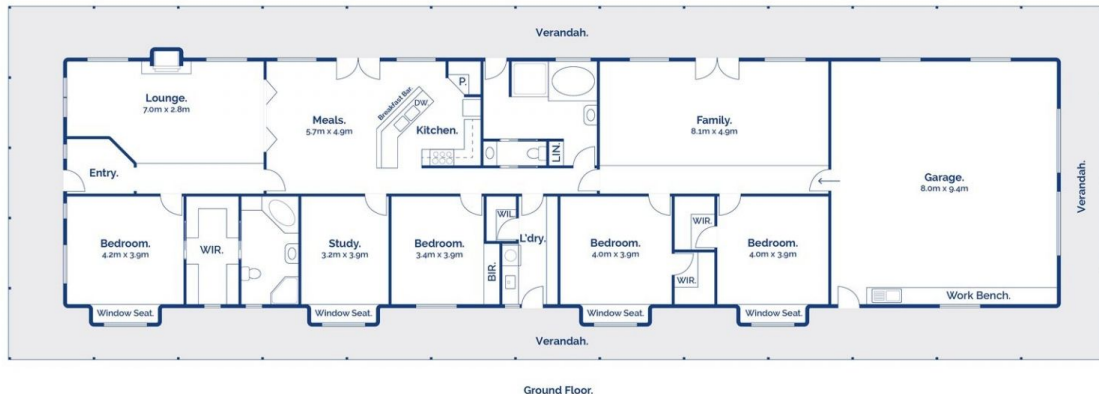 Verandah.
Lounge.
7.0m x 2.8m
Meals.
5.7m x 4.9m
Breakfast Bar.
DW.
P.
Kitchen.
LIN.
Family.
8.1m x 4.9m
Garage.
8.0m x 9.4m
Verandah.
Entry.
Bedroom.
4.2m x 3.9m
WIR.
Study.
3.2m x 3.9m
Bedroom.
3.4m x 3.9m
BIR.
WIL.
L'dry.
Bedroom.
4.0m x 3.9m
WIR.
WIR.
Bedroom.
4.0m x 3.9m
Work Bench.
Window Seat.
Window Seat.
Window Seat.
Window Seat.
Verandah.
Ground Floor.